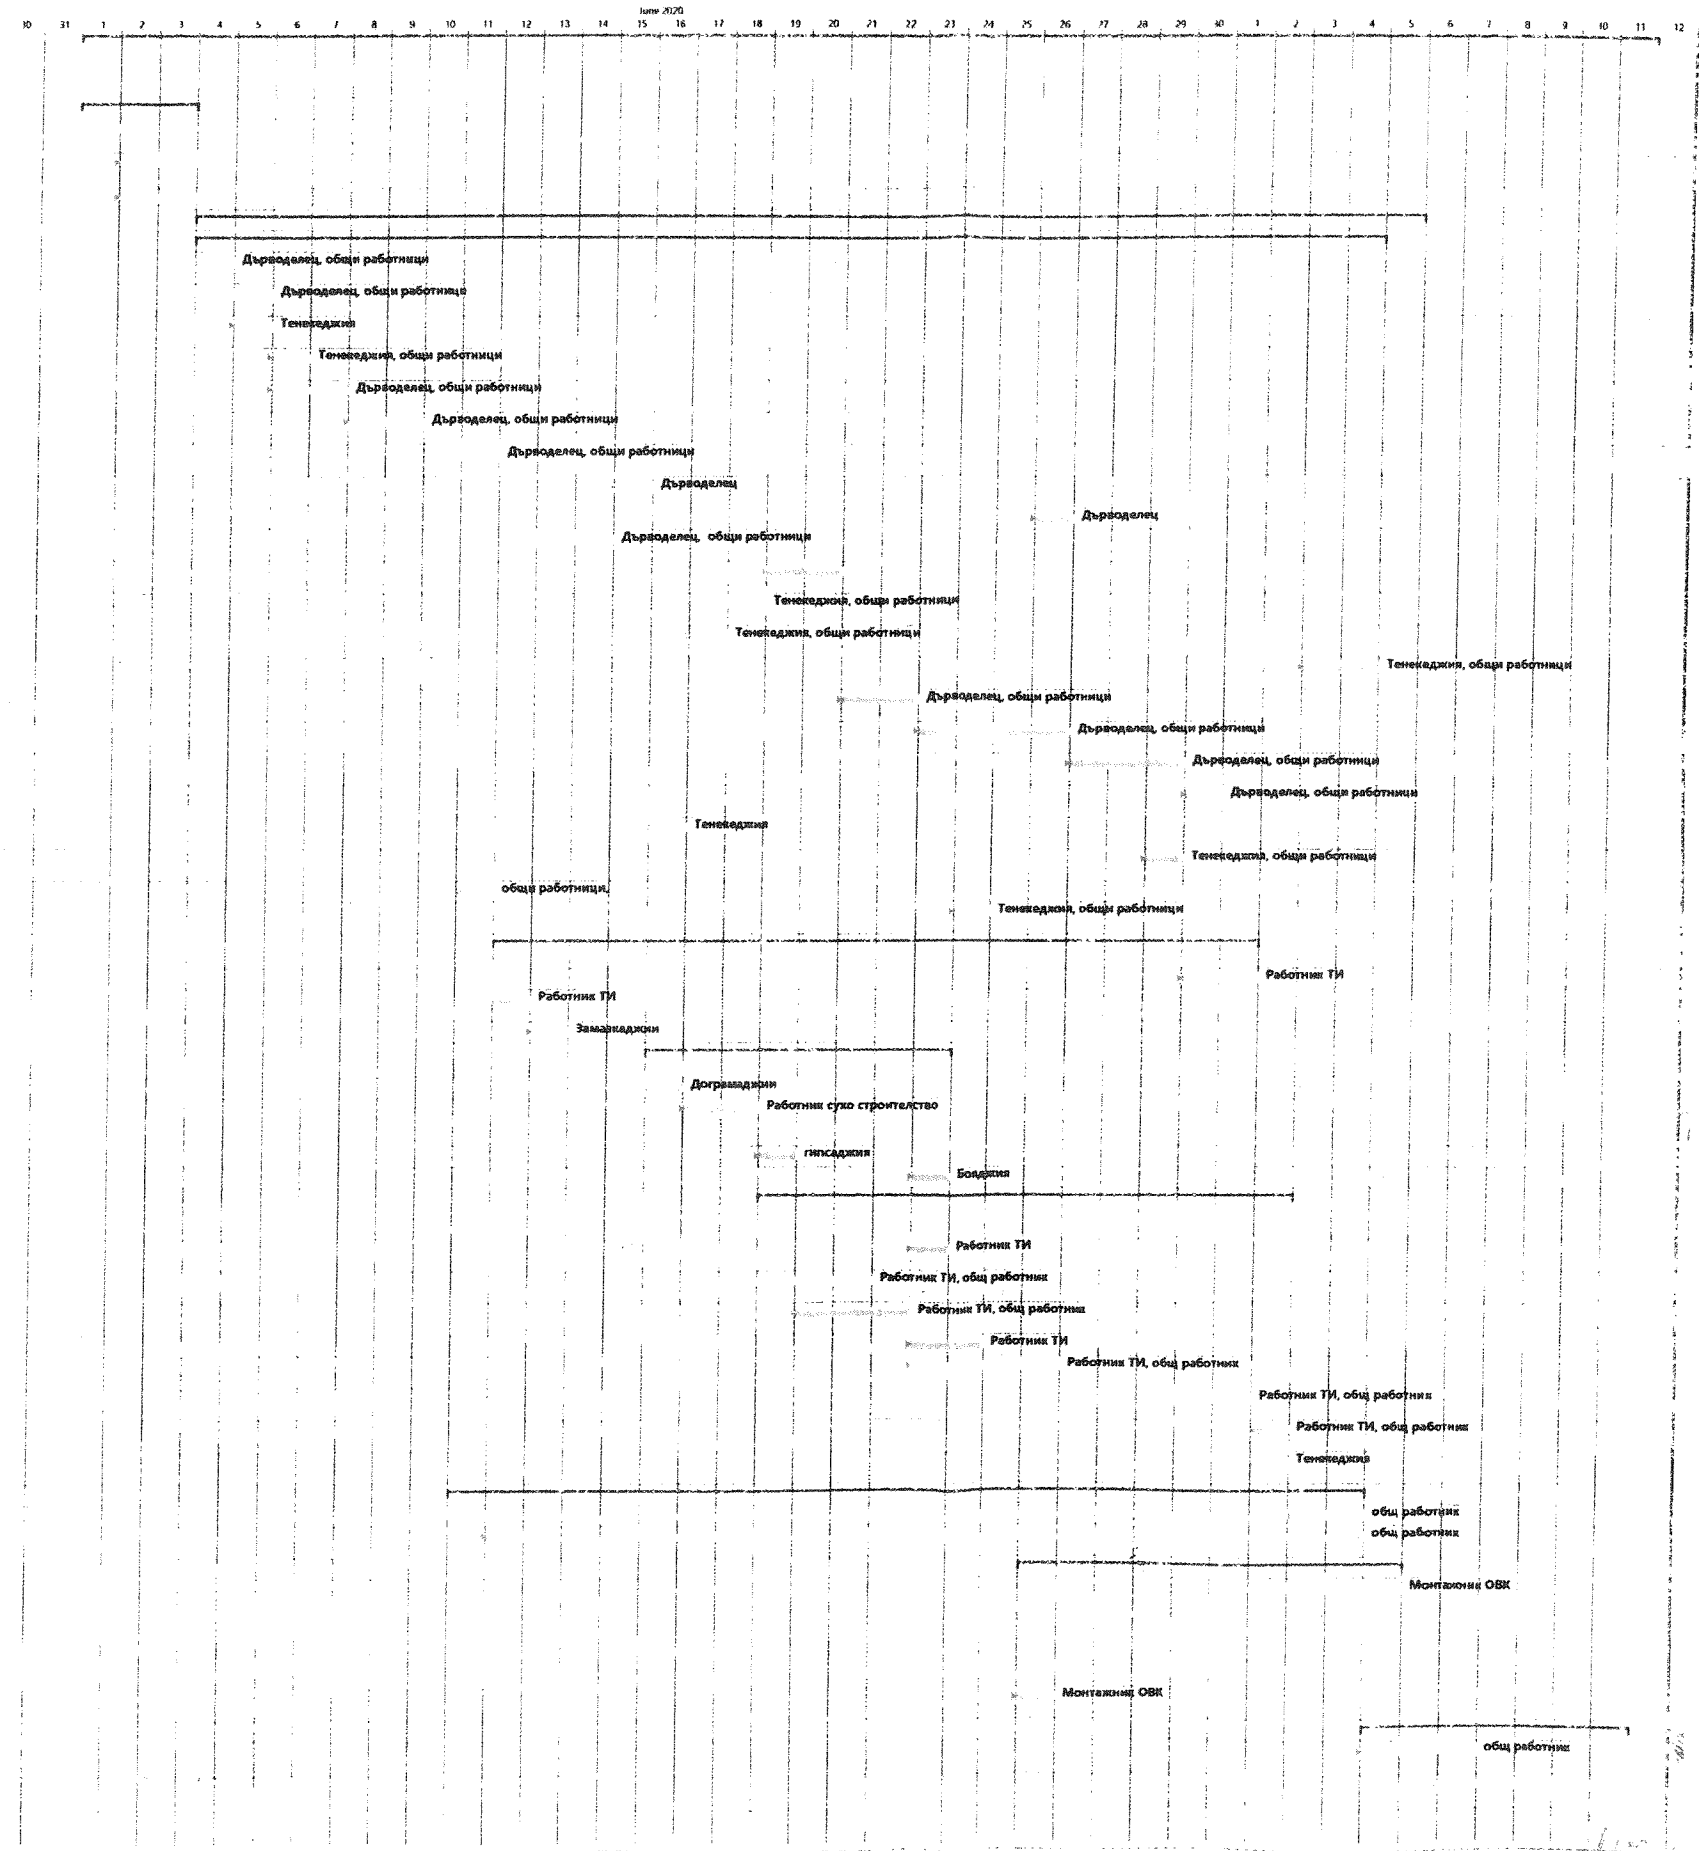 June 2020
30 31 1 2 3 4 5 6 7 8 9 10 11 12 13 14 15 16 17 18 19 20 21 22 23 24 25 26 27 28 29 30 1 2 3 4 5 6 7 8 9 10 11 12
Дърводелец, общи работници
Дърводелец, общи работници
Тенекеджия
Тенекеджия, общи работници
Дърводелец, общи работници
Дърводелец, общи работници
Дърводелец, общи работници
Дърводелец
Дърводелец
Дърводелец, общи работници
Тенекеджия, общи работници
Тенекеджия, общи работници
Тенекеджия, общи работници
Дърводелец, общи работници
Дърводелец, общи работници
Дърводелец, общи работници
Дърводелец, общи работници
Тенекеджия
Тенекеджия, общи работници
общи работници,
Тенекеджия, общи работници
Работник ТИ
Работник ТИ
Замазкаджии
Дограмаджии
Работник сухо строителство
гипсаджия
Бояджия
Работник ТИ
Работник ТИ, общ работник
Работник ТИ, общ работник
Работник ТИ
Работник ТИ, общ работник
Работник ТИ, общ работник
Работник ТИ, общ работник
Тенекеджия
общ работник
общ работник
Монтажник ОВК
Монтажник ОВК
общ работник